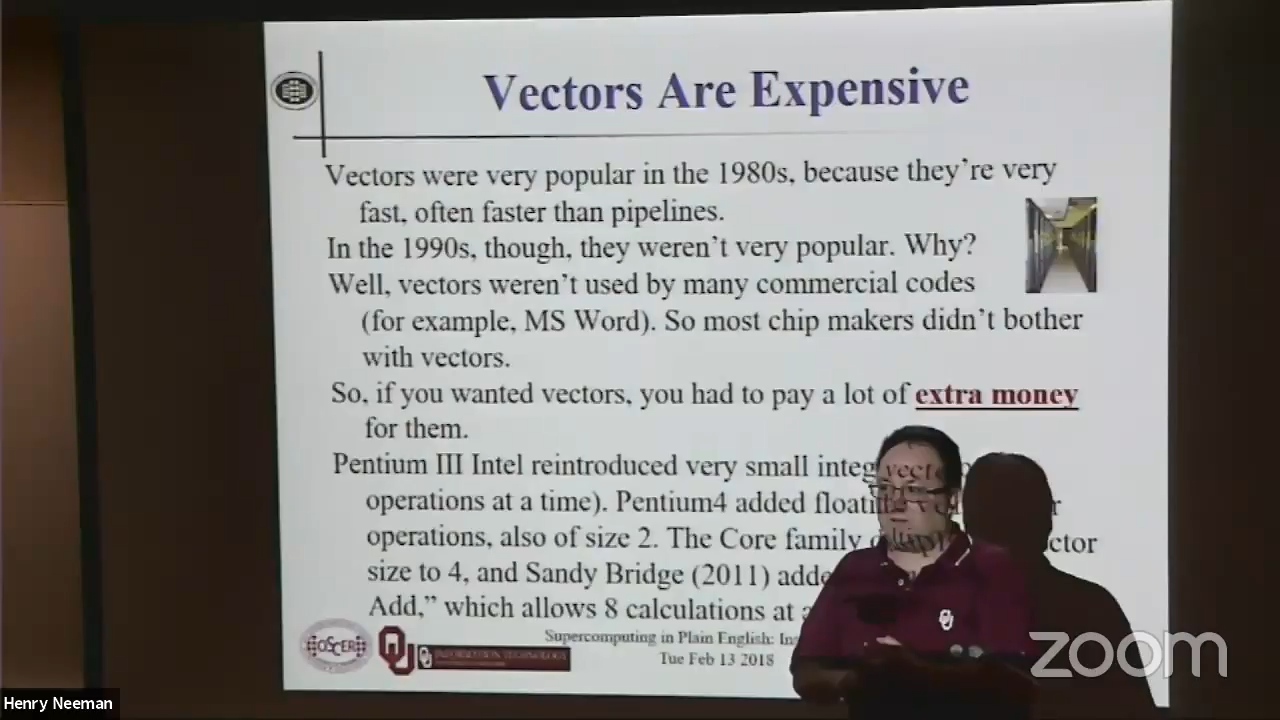 Vectors Are Expensive
Vectors were very popular in the 1980s, because they're very
fast, often faster than pipelines.
In the 1990s, though, they weren't very popular. Why?
Well, vectors weren't used by many commercial codes
(for example, MS Word). So most chip makers didn't bother
with vectors.
So, if you wanted vectors, you had to pay a lot of extra money
for them.
Pentium III Intel reintroduced very small
operations at a time). Pentium4 added
operations, also of size 2. The Core family
size to 4, and Sandy Bridge (2011)
Add," which allows 8 calculations at
OSCER
OU
INFORMATION TECHNOLOGY
Supercomputing in Plain English:
Tue Feb 13 2018
zoom
Henry Neeman